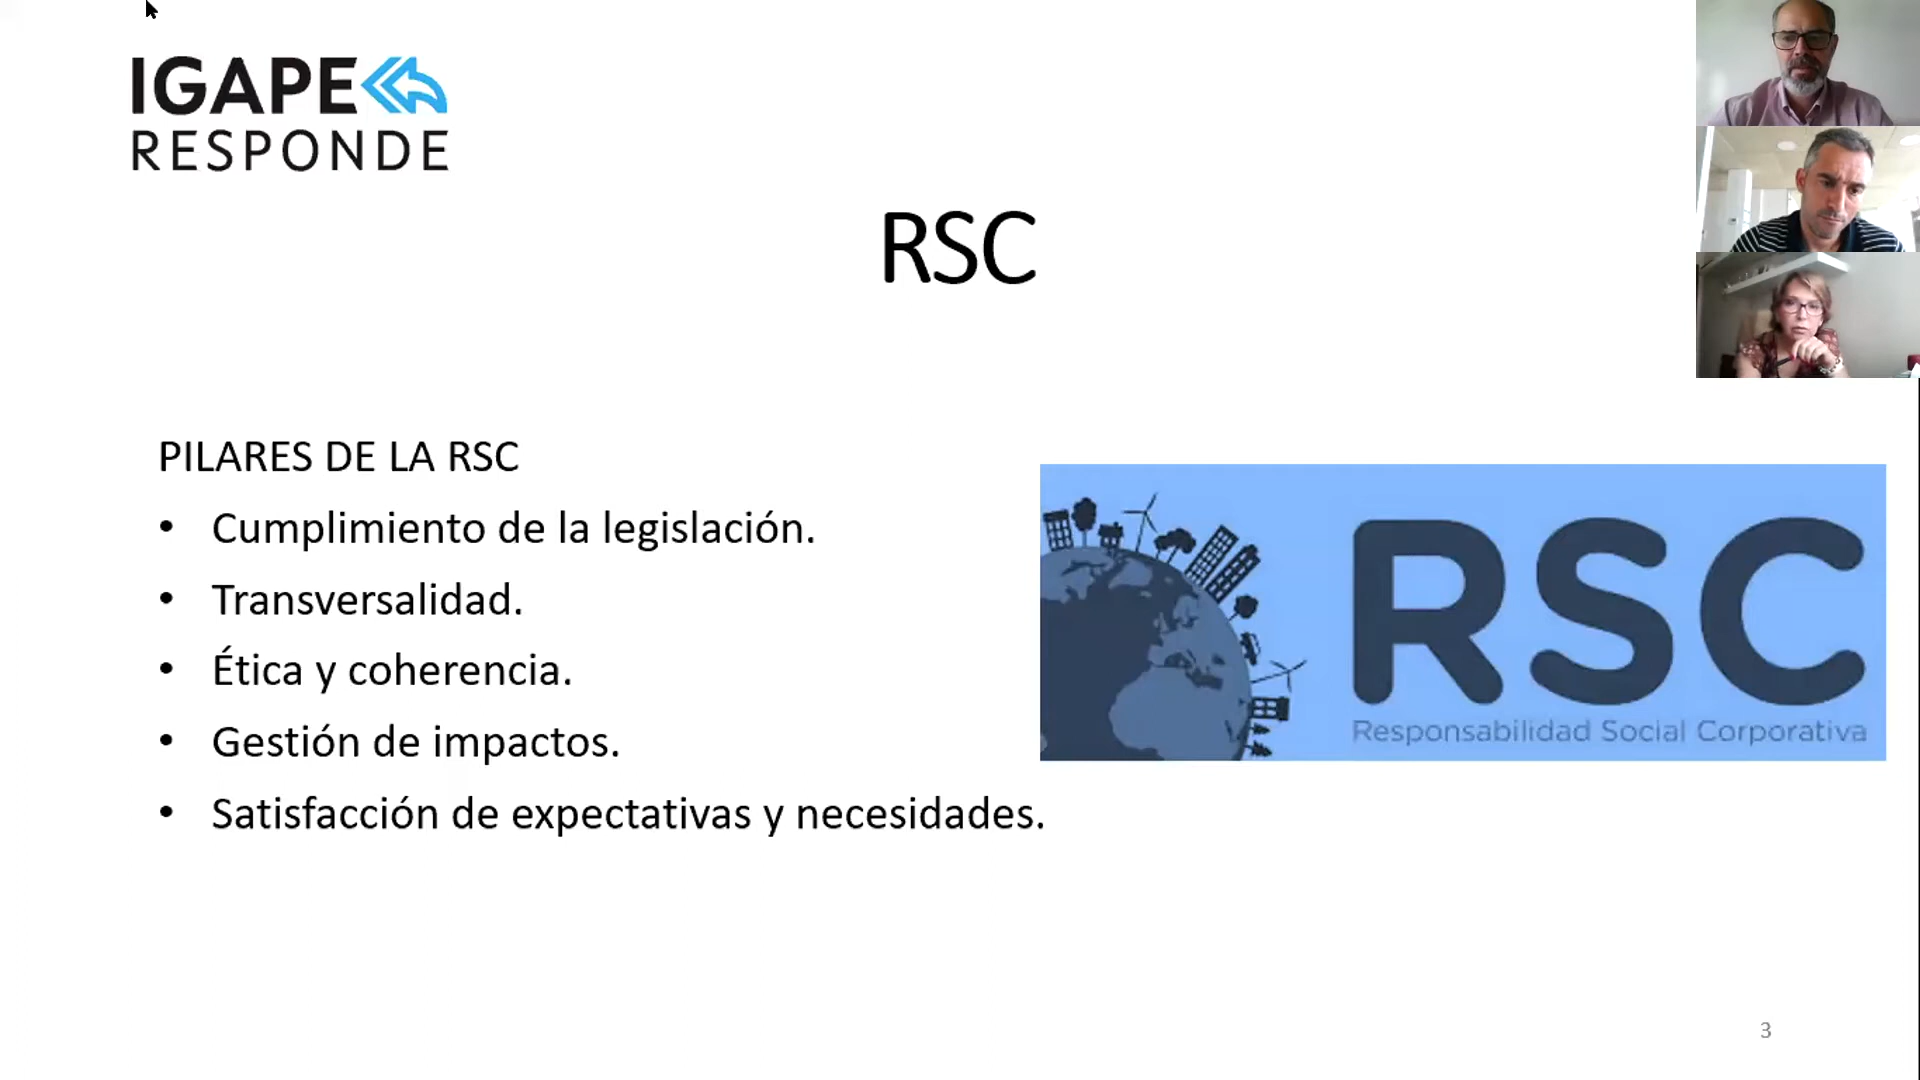 IGAPE
RESPONDE
RSC
PILARES DE LA RSC
• Cumplimiento de la legislación.
• Transversalidad.
• Ética y coherencia.
• Gestión de impactos.
• Satisfacción de expectativas y necesidades.
RSC
Responsabilidad Social Corporativa
3